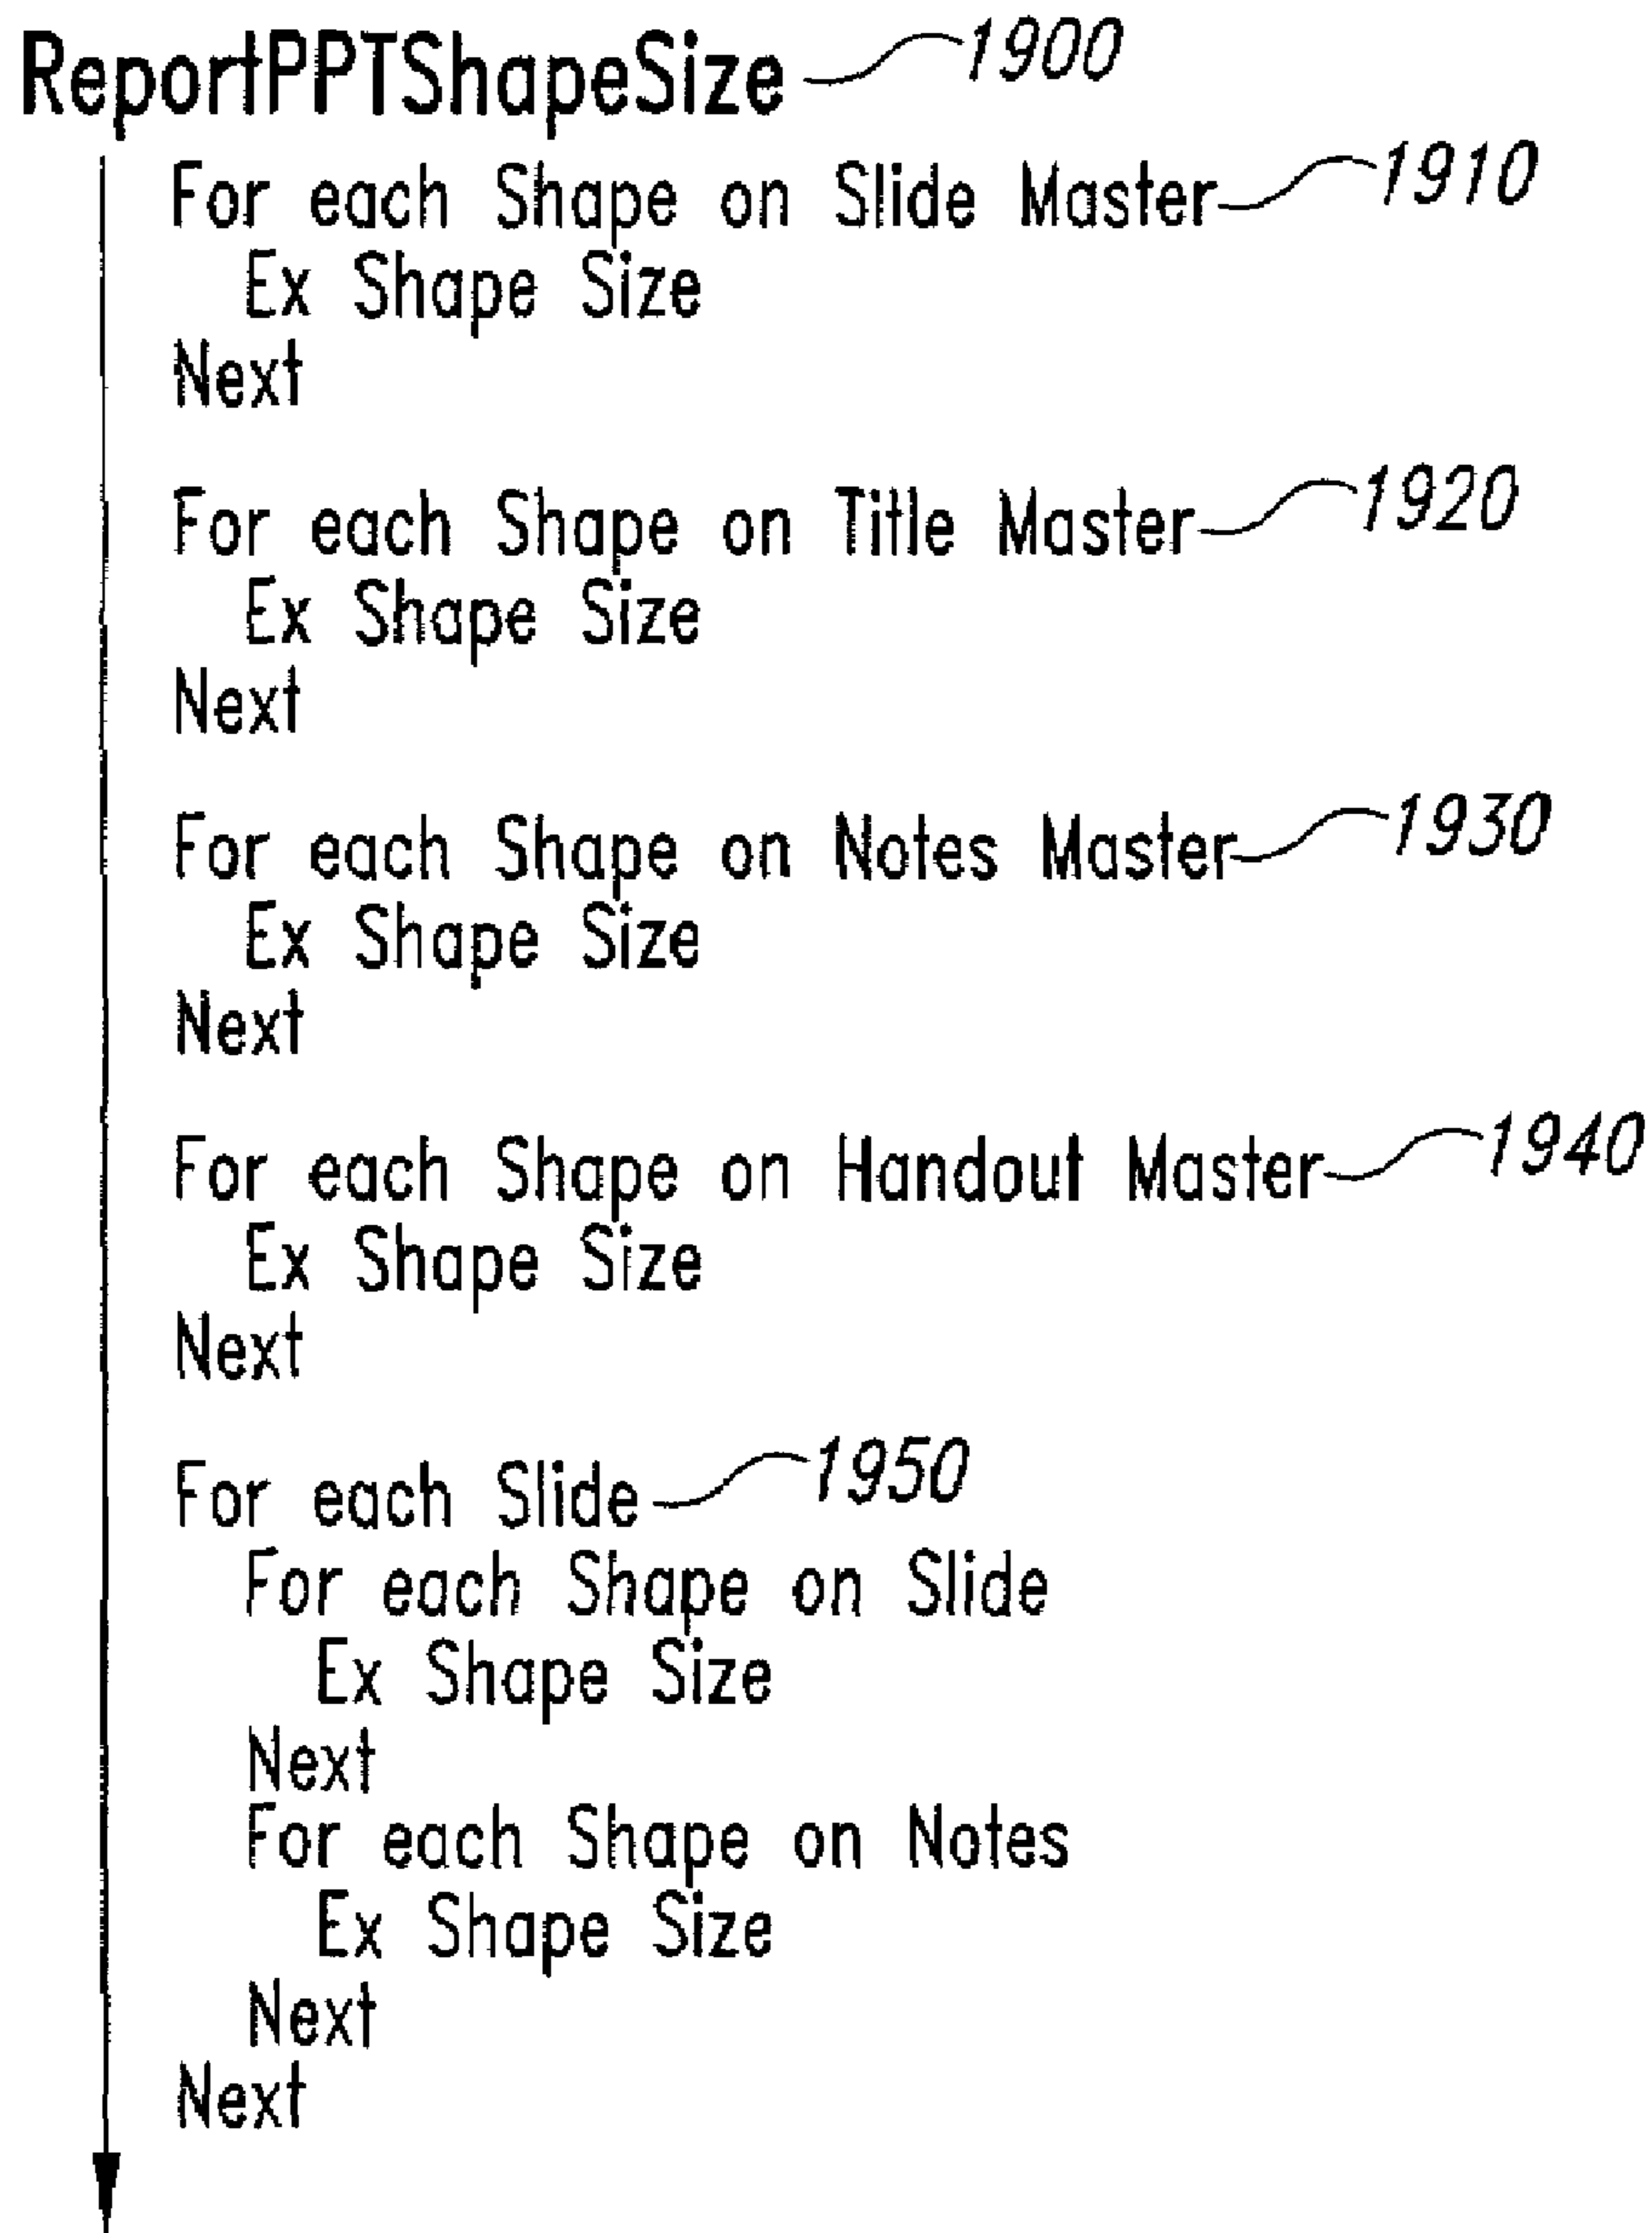 ReportPPTShapeSize 1900
For each Shape on Slide Master 1910
Ex Shape Size
Next
For each Shape on Title Master 1920
Ex Shape Size
Next
For each Shape on Notes Master 1930
Ex Shape Size
Next
For each Shape on Handout Master 1940
Ex Shape Size
Next
For each Slide 1950
For each Shape on Slide
Ex Shape Size
Next
For each Shape on Notes
Ex Shape Size
Next
Next